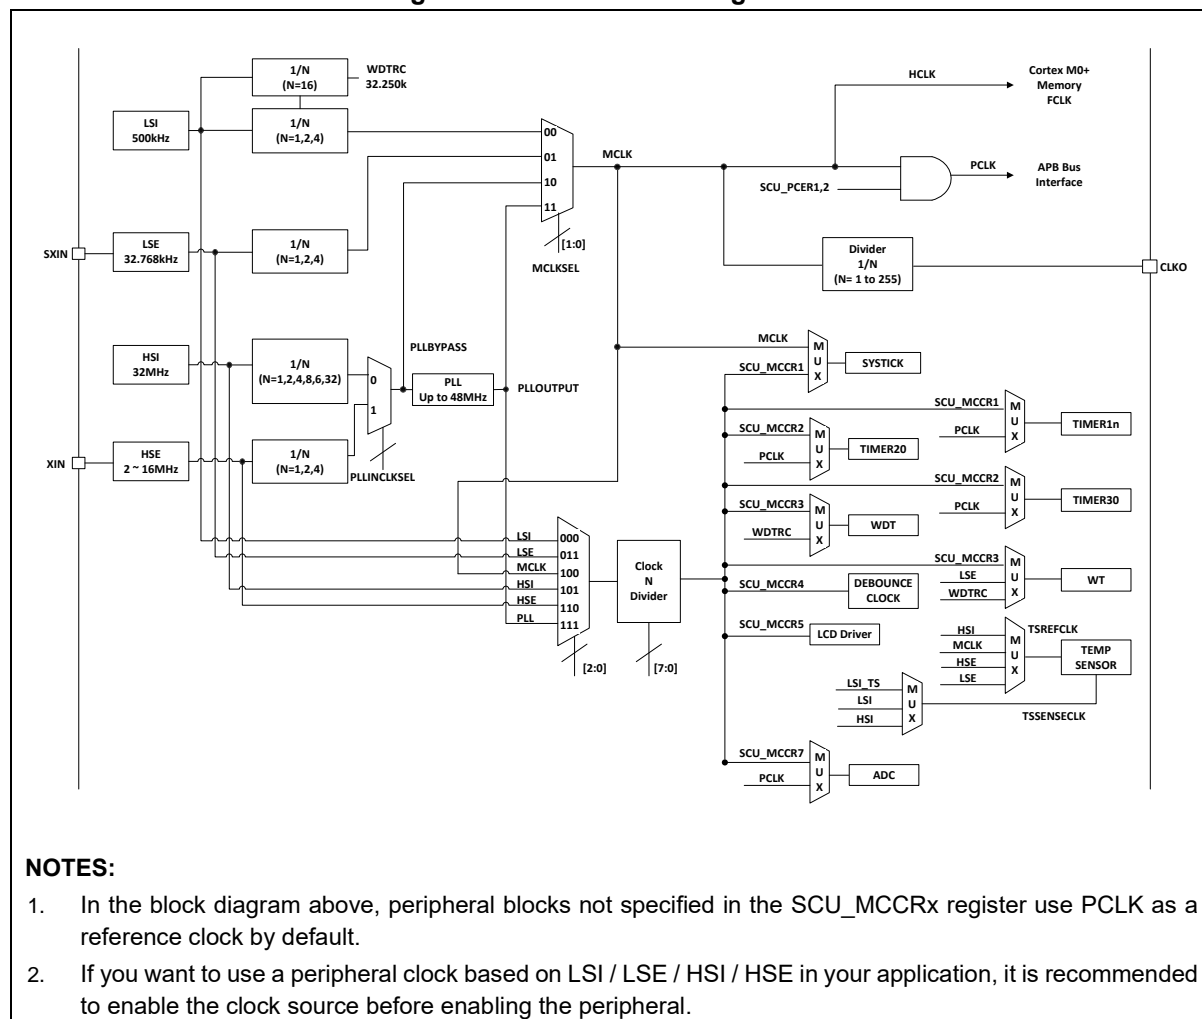 1/N
(N=16)
WDTRC
32.250k
HCLK
Cortex M0+
Memory
FCLK
LSI
500kHz
1/N
(N=1,2,4)
00
01
10
11
MCLK
[1:0]
MCLKSEL
SCU_PCER1,2
PCLK
APB Bus
Interface
SXIN
LSE
32.768kHz
1/N
(N=1,2,4)
Divider
1/N
(N= 1 to 255)
CLKO
HSI
32MHz
1/N
(N=1,2,4,8,6,32)
0
1
PLLBYPASS
PLL
Up to 48MHz
PLLOUTPUT
PLLINCLKSEL
XIN
HSE
2 ~ 16MHz
1/N
(N=1,2,4)
MCLK
SCU_MCCR1
M
U
X
SYSTICK
SCU_MCCR1
PCLK
M
U
X
TIMER1n
SCU_MCCR2
PCLK
M
U
X
TIMER20
SCU_MCCR2
PCLK
M
U
X
TIMER30
SCU_MCCR3
WDTRC
M
U
X
WDT
SCU_MCCR3
LSE
WDTRC
M
U
X
WT
LSI
LSE
MCLK
HSI
HSE
PLL
000
011
100
101
110
111
[2:0]
Clock
N
Divider
[7:0]
SCU_MCCR4
DEBOUNCE
CLOCK
SCU_MCCR5
LCD Driver
HSI
MCLK
HSE
LSE
M
U
X
TSREFCLK
TEMP
SENSOR
LSI_TS
LSI
HSI
M
U
X
TSSENSECLK
SCU_MCCR7
PCLK
M
U
X
ADC
NOTES:
1. In the block diagram above, peripheral blocks not specified in the SCU_MCCRx register use PCLK as a
reference clock by default.
2. If you want to use a peripheral clock based on LSI / LSE / HSI / HSE in your application, it is recommended
to enable the clock source before enabling the peripheral.